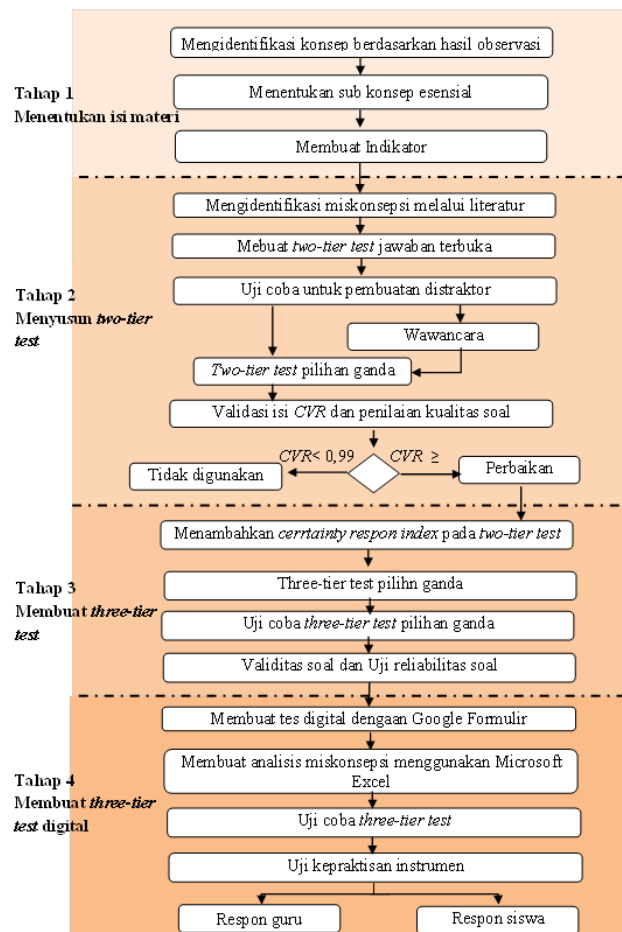 Mengidentifikasi konsep berdasarkan hasil observasi
Tahap 1
Menentukan isi materi
Menentukan sub konsep esensial
Membuat Indikator
Mengidentifikasi miskonsepsi melalui literatur
Mebuat two-tier test jawaban terbuka
Tahap 2
Menyusun two-tier
test
Uji coba untuk pembuatan distraktor
Wawancara
Two-tier test pilihan ganda
Validasi isi CVR dan penilaian kualitas soal
CVR< 0,99
CVR ≥
Tidak digunakan
Perbaikan
Menambahkan cerrtainty respon index pada two-tier test
Tahap 3
Membuat three-tier
test
Three-tier test pilihn ganda
Uji coba three-tier test pilihan ganda
Validitas soal dan Uji reliabilitas soal
Membuat tes digital dengaan Google Formulir
Tahap 4
Membuat three-tier
test digital
Membuat analisis miskonsepsi menggunakan Microsoft
Excel
Uji coba three-tier test
Uji kepraktisan instrumen
Respon guru
Respon siswa